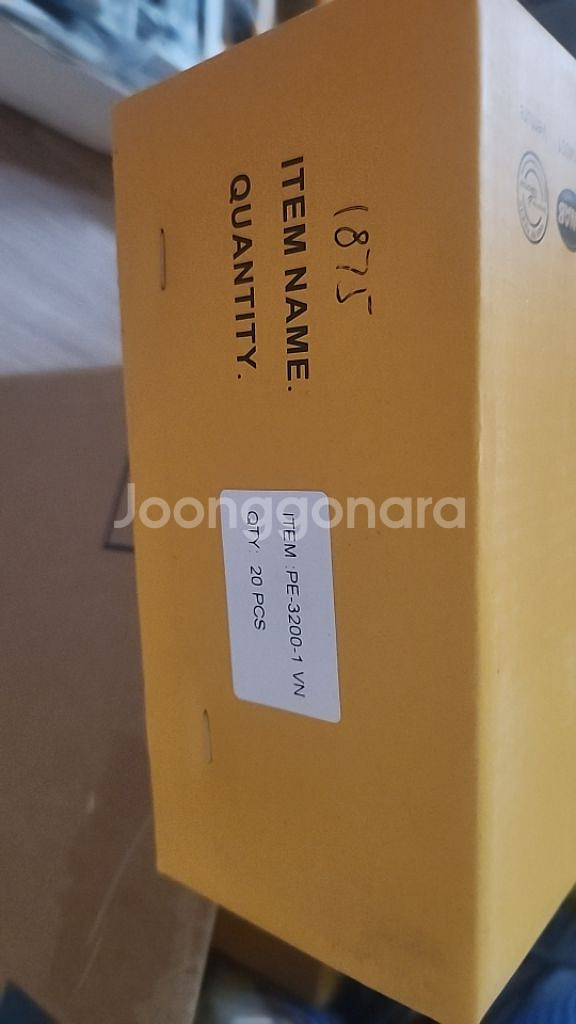 1875
ITEM NAME.
QUANTITY.
ITEM :PE-3200-1 VN
QTY: 20 PCS
Joonggonara